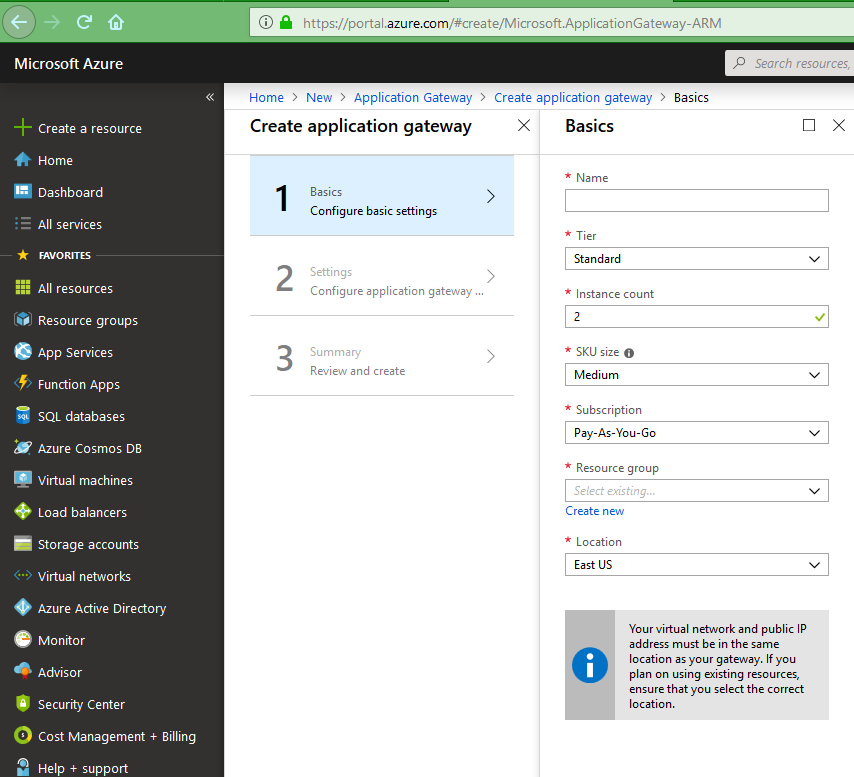 https://portal.azure.com/#create/Microsoft.ApplicationGateway-ARM
Microsoft Azure
Search resources,
«
Create a resource
Home
Dashboard
All services
FAVORITES
All resources
Resource groups
App Services
Function Apps
SQL databases
Azure Cosmos DB
Virtual machines
Load balancers
Storage accounts
Virtual networks
Azure Active Directory
Monitor
Advisor
Security Center
Cost Management + Billing
Help + support
Home > New > Application Gateway > Create application gateway > Basics
Create application gateway
1
Basics
Configure basic settings
2
Settings
Configure application gateway ...
3
Summary
Review and create
Basics
* Name
* Tier
Standard
* Instance count
2
* SKU size
Medium
* Subscription
Pay-As-You-Go
* Resource group
Select existing...
Create new
* Location
East US
Your virtual network and public IP
address must be in the same
location as your gateway. If you
plan on using existing resources,
ensure that you select the correct
location.